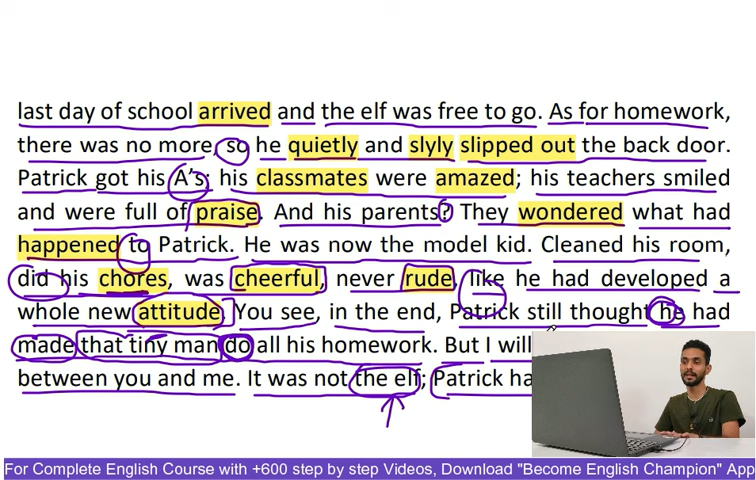 last day of school arrived and the elf was free to go. As for homework,
there was no more, so he quietly and slyly slipped out the back door.
Patrick got his A's; his classmates were amazed; his teachers smiled
and were full of praise. And his parents? They wondered what had
happened to Patrick. He was now the model kid. Cleaned his room,
did his chores, was cheerful, never rude, like he had developed a
whole new attitude. You see, in the end, Patrick still thought he had
made that tiny man do all his homework. But I will
between you and me. It was not the elf; Patrick ha
For Complete English Course with +600 step by step Videos, Download "Become English Champion" App